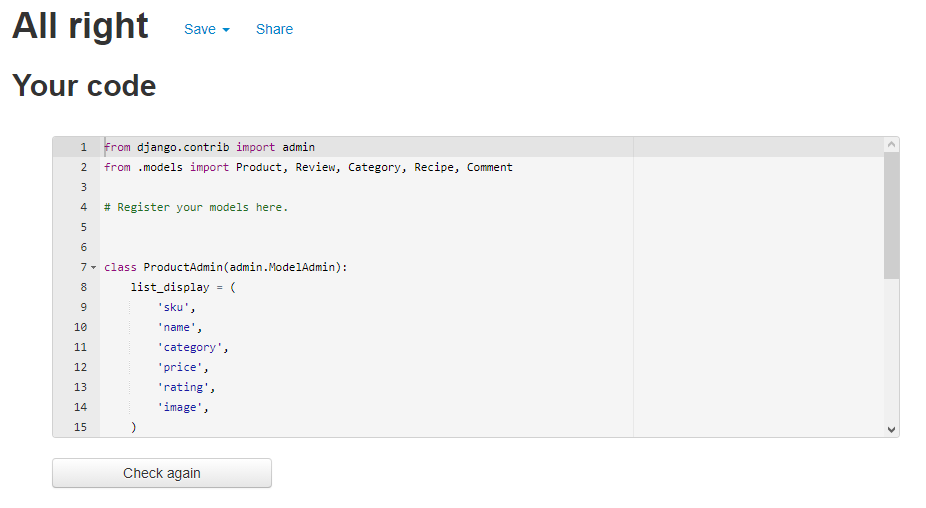 All right Save Share
Your code
1 from django.contrib import admin
2 from .models import Product, Review, Category, Recipe, Comment
3
4 # Register your models here.
5
6
7 class ProductAdmin(admin.ModelAdmin):
8 list_display = (
9 'sku',
10 'name',
11 'category',
12 'price',
13 'rating',
14 'image',
15 )
Check again